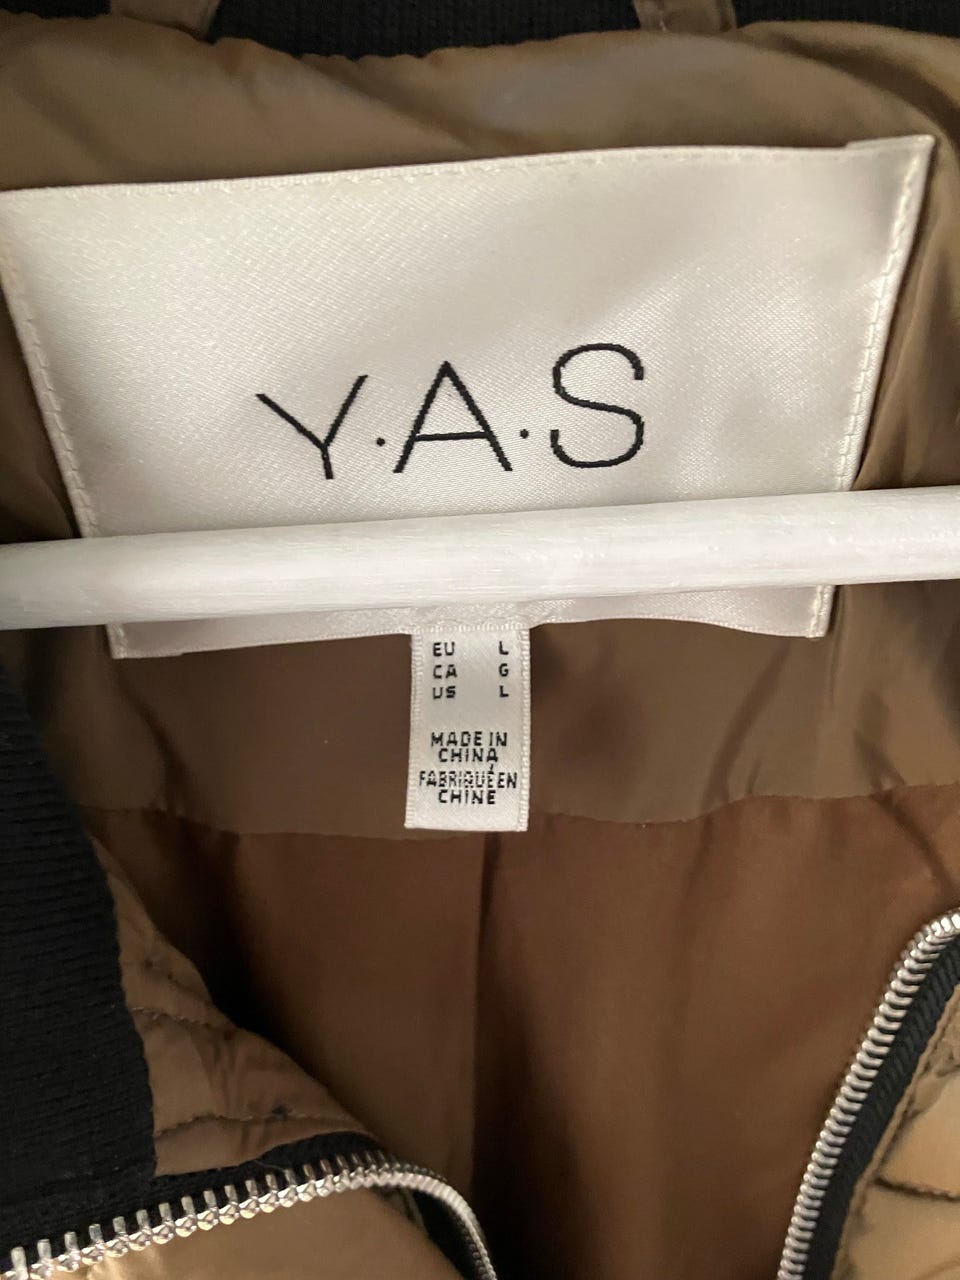 Y·A·S
EU L
CA G
US L
MADE IN
CHINA
FABRIQUÉ EN
CHINE